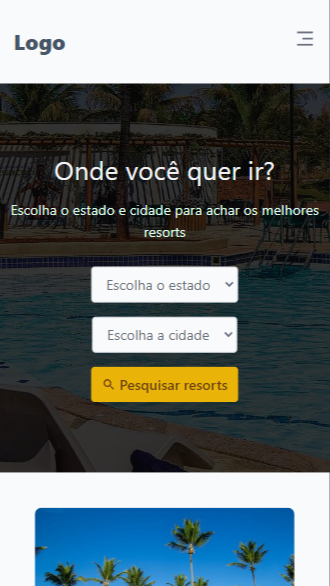 Logo
Onde você quer ir?
Escolha o estado e cidade para achar os melhores
resorts
Escolha o estado
Escolha a cidade
Pesquisar resorts